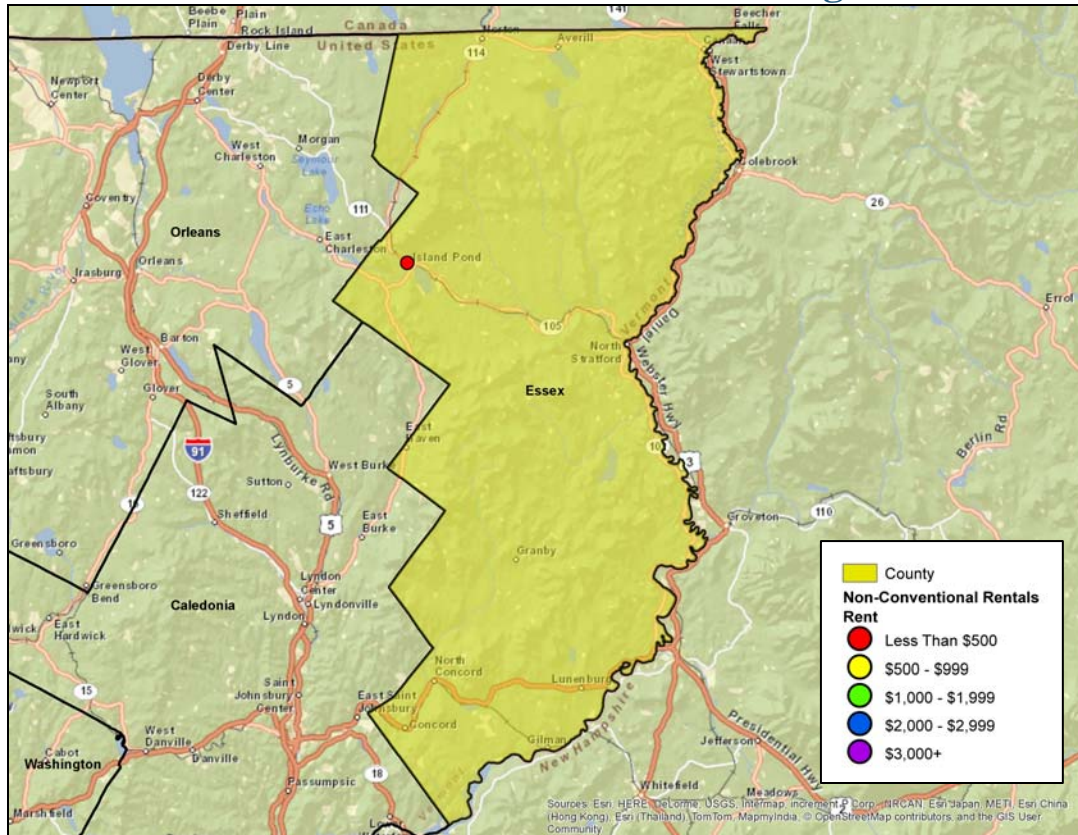 141
Beebe Plain
Plain
Beecher Falls
Rock Island
Canada
United States
Norton
Averill
Canaan
Derby Line
114
West Stewartstown
Newport Center
Derby Center
Morgan
West Charleston
Seymour Lake
Colebrook
Echo Lake
111
26
Coventry
Orleans
East Charleston
Island Pond
Orleans
Irasburg
Black River
Errol
105
Vermont
Daniel Webster Hwy
North Stratford
Barton
West Glover
5
Essex
Glover
South Albany
East Haven
91
Lynburke Rd
West Burke
3
Berlin Rd
Sutton
122
16
Sheffield
5
East Burke
Groveton
110
Greensboro
Granby
Greensboro Bend
Lyndon Center
Lyndonville
Caledonia
East Hardwick
Lyndon
North Concord
Lunenburg
15
Saint Johnsbury Center
East Saint Johnsbury
Concord
Gilman
New Hampshire
West Danville
Danville
Cabot
Washington
Jefferson
Presidential Hwy
Passumpsic
18
Whitefield
Meadows
2
Marshfield
County
Non-Conventional Rentals
Rent
Less Than $500
$500 - $999
$1,000 - $1,999
$2,000 - $2,999
$3,000+
Sources: Esri, HERE, DeLorme, USGS, Intermap, increment P Corp., NRCAN, Esri Japan, METI, Esri China
(Hong Kong), Esri (Thailand), TomTom, MapmyIndia, © OpenStreetMap contributors, and the GIS User
Community